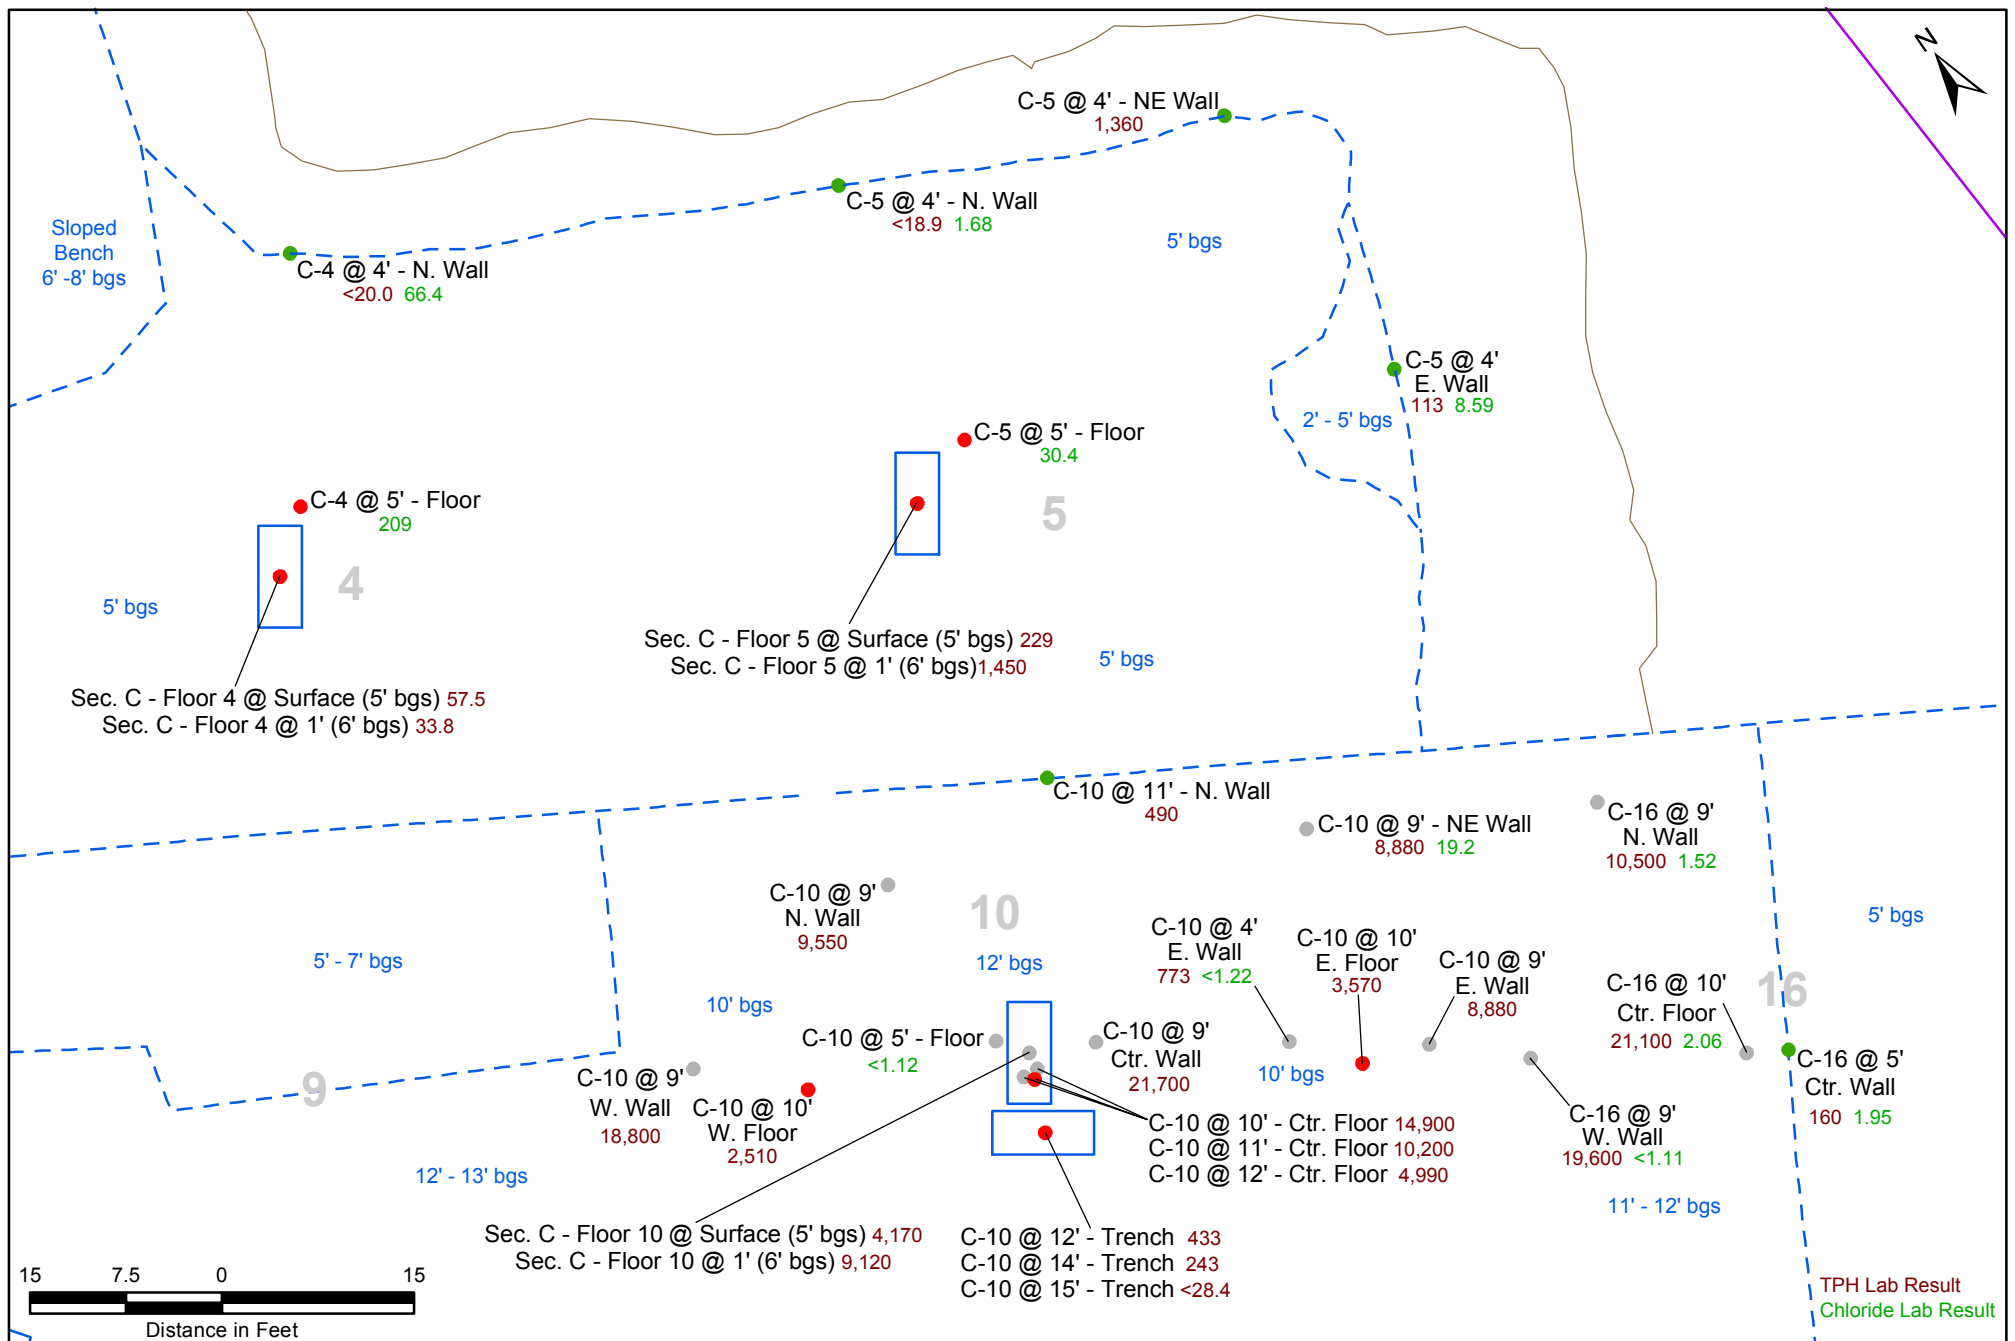 N
C-5 @ 4' - NE Wall
1,360
C-5 @ 4' - N. Wall
<18.9 1.68
Sloped
Bench
6' -8' bgs
5' bgs
C-4 @ 4' - N. Wall
<20.0 66.4
C-5 @ 4'
E. Wall
113 8.59
2' - 5' bgs
C-5 @ 5' - Floor
30.4
C-4 @ 5' - Floor
209
5
4
5' bgs
Sec. C - Floor 5 @ Surface (5' bgs) 229
Sec. C - Floor 5 @ 1' (6' bgs)1,450
5' bgs
Sec. C - Floor 4 @ Surface (5' bgs) 57.5
Sec. C - Floor 4 @ 1' (6' bgs) 33.8
C-10 @ 11' - N. Wall
490
C-10 @ 9' - NE Wall
8,880 19.2
C-16 @ 9'
N. Wall
10,500 1.52
C-10 @ 9'
N. Wall
9,550
10
12' bgs
C-10 @ 4'
E. Wall
773 <1.22
C-10 @ 10'
E. Floor
3,570
C-10 @ 9'
E. Wall
8,880
5' bgs
C-16 @ 10'
Ctr. Floor
21,100 2.06
16
5' - 7' bgs
10' bgs
C-10 @ 5' - Floor
<1.12
C-10 @ 9'
Ctr. Wall
21,700
10' bgs
C-16 @ 5'
Ctr. Wall
160 1.95
9
C-10 @ 9'
W. Wall
18,800
C-10 @ 10'
W. Floor
2,510
C-10 @ 10' - Ctr. Floor 14,900
C-10 @ 11' - Ctr. Floor 10,200
C-10 @ 12' - Ctr. Floor 4,990
C-16 @ 9'
W. Wall
19,600 <1.11
12' - 13' bgs
11' - 12' bgs
Sec. C - Floor 10 @ Surface (5' bgs) 4,170
Sec. C - Floor 10 @ 1' (6' bgs) 9,120
C-10 @ 12' - Trench 433
C-10 @ 14' - Trench 243
C-10 @ 15' - Trench <28.4
15 7.5 0 15
Distance in Feet
TPH Lab Result
Chloride Lab Result